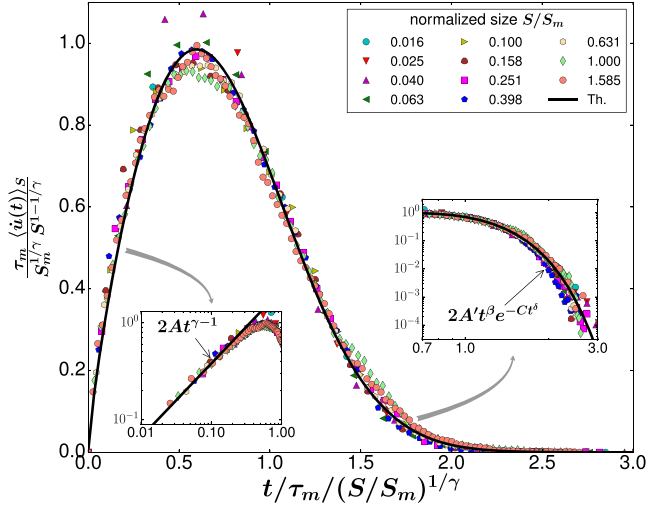 normalized size S/S_m
0.016 0.100 0.631
0.025 0.158 1.000
0.040 0.251 1.585
0.063 0.398 Th.
1.0
0.8
0.6
0.4
0.2
0.0
τ_m ⟨u̇(t)⟩_S
S_m^{1/γ} S^{1−1/γ}
10^0
10^{-1}
10^{-2}
10^{-3}
10^{-4}
2A't^β e^{−Ct^δ}
0.7 1.0 3.0
10^0
2At^{γ−1}
10^{-1}
0.01 0.10 1.00
0.0 0.5 1.0 1.5 2.0 2.5 3.0
t/τ_m/(S/S_m)^{1/γ}